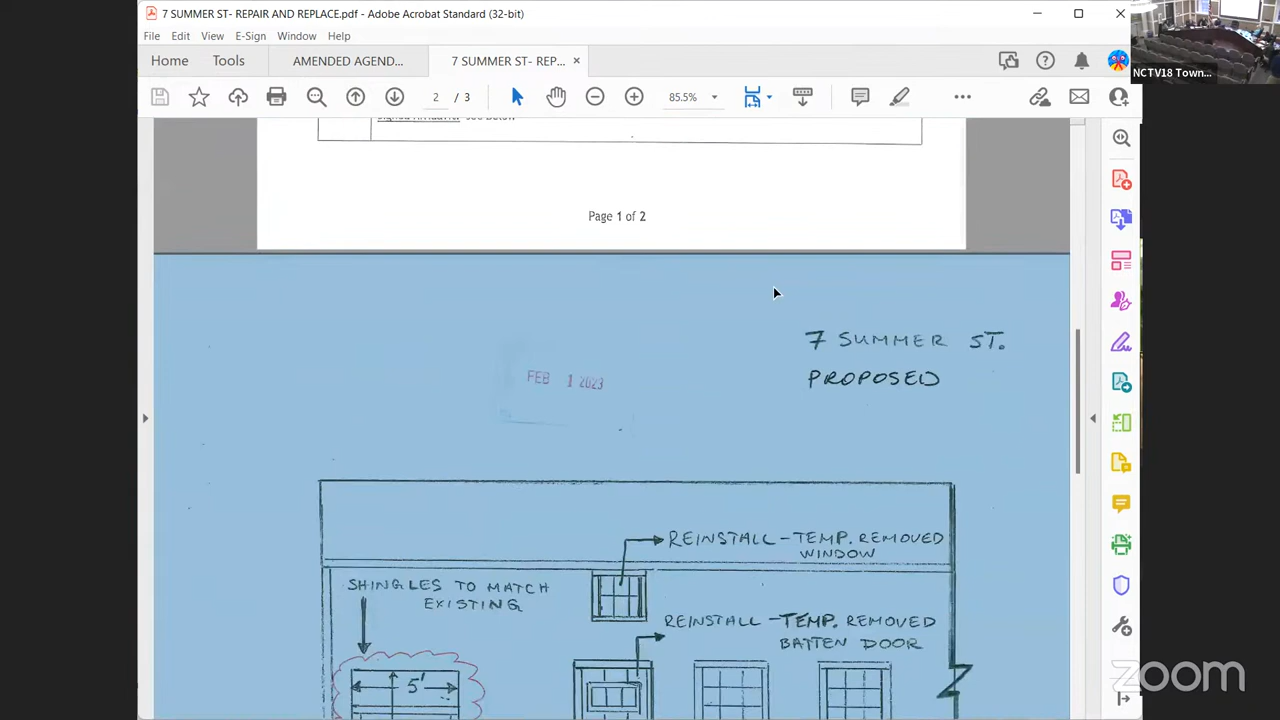 7 SUMMER ST- REPAIR AND REPLACE.pdf - Adobe Acrobat Standard (32-bit)
File Edit View E-Sign Window Help
Home Tools AMENDED AGEND... 7 SUMMER ST- REP... ×
2 / 3 85.5%
NCTV18 Town...
Page 1 of 2
7 SUMMER ST.
PROPOSED
FEB 1 2023
REINSTALL - TEMP. REMOVED
WINDOW
SHINGLES TO MATCH
EXISTING
REINSTALL - TEMP. REMOVED
BATTEN DOOR
5'
zoom